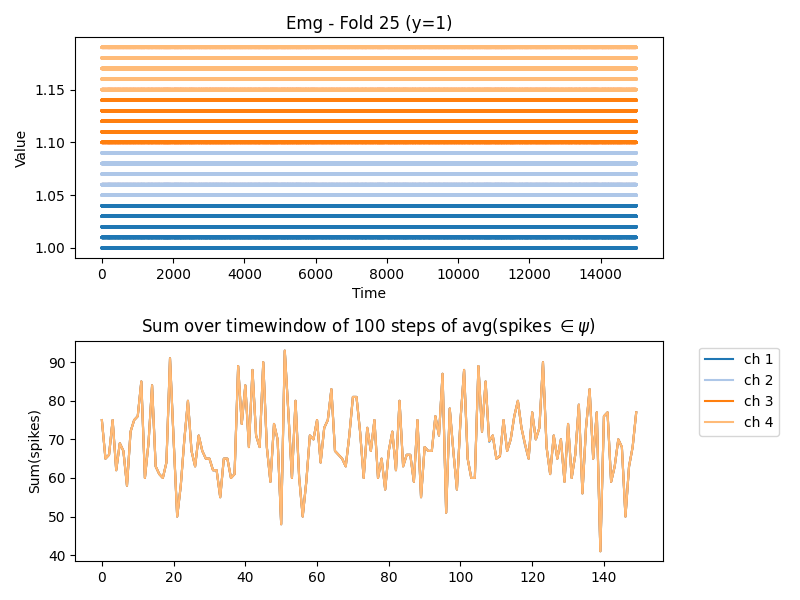 Emg - Fold 25 (y=1)
Value
1.15
1.10
1.05
1.00
0 2000 4000 6000 8000 10000 12000 14000
Time
Sum over timewindow of 100 steps of avg(spikes ∈ ψ)
Sum(spikes)
90
80
70
60
50
40
0 20 40 60 80 100 120 140
ch 1
ch 2
ch 3
ch 4